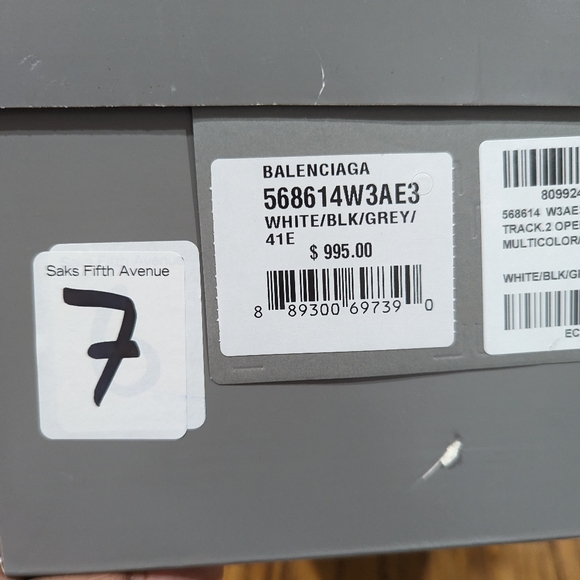 BALENCIAGA
568614W3AE3
WHITE/BLK/GREY/
41E
$ 995.00
8 89300 69739 0
Saks Fifth Avenue
7
809924
568614 W3AE
TRACK.2 OPE
MULTICOLOR/
WHITE/BLK/G
EC